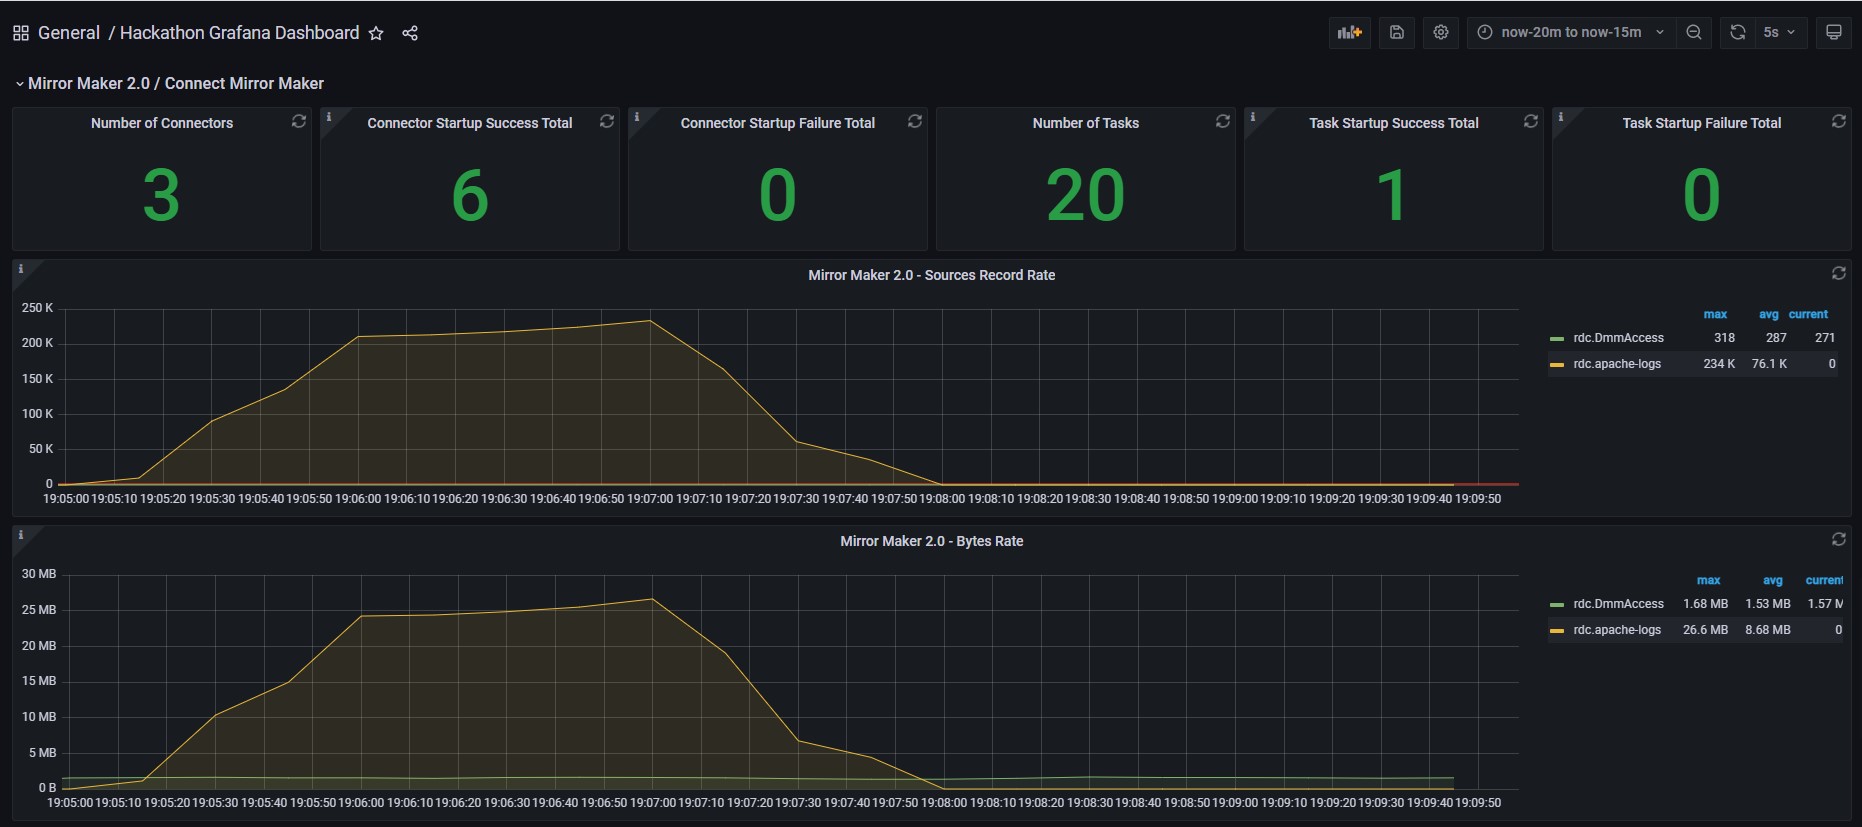 General / Hackathon Grafana Dashboard
now-20m to now-15m
5s
Mirror Maker 2.0 / Connect Mirror Maker
Number of Connectors
Connector Startup Success Total
Connector Startup Failure Total
Number of Tasks
Task Startup Success Total
Task Startup Failure Total
3
6
0
20
1
0
Mirror Maker 2.0 - Sources Record Rate
250 K
200 K
150 K
100 K
50 K
0
19:05:00 19:05:10 19:05:20 19:05:30 19:05:40 19:05:50 19:06:00 19:06:10 19:06:20 19:06:30 19:06:40 19:06:50 19:07:00 19:07:10 19:07:20 19:07:30 19:07:40 19:07:50 19:08:00 19:08:10 19:08:20 19:08:30 19:08:40 19:08:50 19:09:00 19:09:10 19:09:20 19:09:30 19:09:40 19:09:50
max avg current
rdc.DmmAccess 318 287 271
rdc.apache-logs 234 K 76.1 K 0
Mirror Maker 2.0 - Bytes Rate
30 MB
25 MB
20 MB
15 MB
10 MB
5 MB
0 B
19:05:00 19:05:10 19:05:20 19:05:30 19:05:40 19:05:50 19:06:00 19:06:10 19:06:20 19:06:30 19:06:40 19:06:50 19:07:00 19:07:10 19:07:20 19:07:30 19:07:40 19:07:50 19:08:00 19:08:10 19:08:20 19:08:30 19:08:40 19:08:50 19:09:00 19:09:10 19:09:20 19:09:30 19:09:40 19:09:50
max avg current
rdc.DmmAccess 1.68 MB 1.53 MB 1.57 M
rdc.apache-logs 26.6 MB 8.68 MB 0